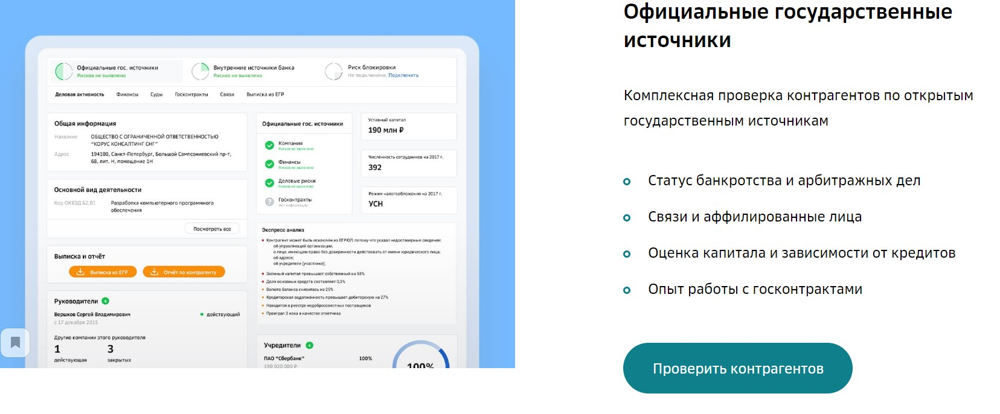 Официальные гос. источники
Рисков не выявлено
Внутренние источники банка
Рисков не выявлено
Риск блокировки
Не подключено. Подключить
Деловая активность Финансы Суды Госконтракты Связи Выписка из ЕГР
Общая информация
Название ОБЩЕСТВО С ОГРАНИЧЕННОЙ ОТВЕТСТВЕННОСТЬЮ
"КОРУС КОНСАЛТИНГ СНГ"
Адрес 194100, Санкт-Петербург, Большой Сампсониевский пр-т,
68, лит. Н, помещение 1Н
Основной вид деятельности
Код ОКВЭД 62.01 Разработка компьютерного программного
обеспечения
Посмотреть все
Выписка и отчёт
Выписка из ЕГР Отчёт по контрагенту
Руководители 4
Вершков Сергей Владимирович действующий
с 17 декабря 2015
Другие компании этого руководителя
1 3
действующая закрытых
Официальные гос. источники
Компания
Рисков не выявлено
Финансы
Рисков не выявлено
Деловые риски
Рисков не выявлено
Госконтракты
Нет информации
Уставный капитал
190 млн ₽
Численность сотрудников на 2017 г.
392
Режим налогообложения на 2017 г.
УСН
Экспресс анализ
Контрагент может быть исключён из ЕГРЮЛ, потому что указал недостоверные сведения:
об управляющей организации;
о лице, имеющем право без доверенности действовать от имени юридического лица;
об адресе;
об учредителе (участнике);
Заёмный капитал превышает собственный на 58%
Доля основных средств составляет 0,3%
Валюта баланса снизилась на 25%
Кредиторская задолженность превышает дебиторскую на 27%
Находится в реестре недобросовестных поставщиков
Проиграл 3 иска в качестве ответчика
Учредители 4
ПАО "Сбербанк" 100%
190 020 000 ₽
100%
Официальные государственные
источники
Комплексная проверка контрагентов по открытым
государственным источникам
Статус банкротства и арбитражных дел
Связи и аффилированные лица
Оценка капитала и зависимости от кредитов
Опыт работы с госконтрактами
Проверить контрагентов